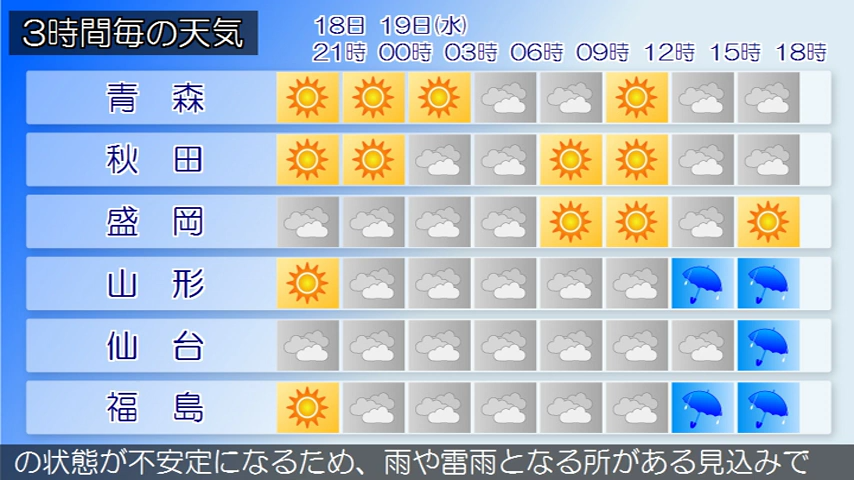 3時間毎の天気
18日 19日(水)
21時 00時 03時 06時 09時 12時 15時 18時
青森
秋田
盛岡
山形
仙台
福島
の状態が不安定になるため、雨や雷雨となる所がある見込みで